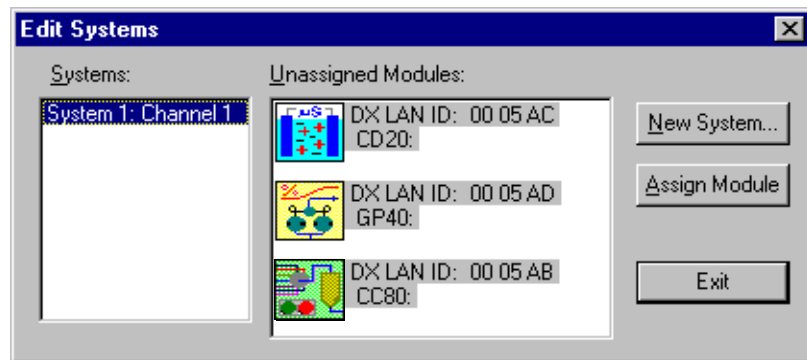 Edit Systems
Systems:
System 1: Channel 1
Unassigned Modules:
µS
DX LAN ID: 00 05 AC
CD20:
%
DX LAN ID: 00 05 AD
GP40:
DX LAN ID: 00 05 AB
CC80:
New System...
Assign Module
Exit